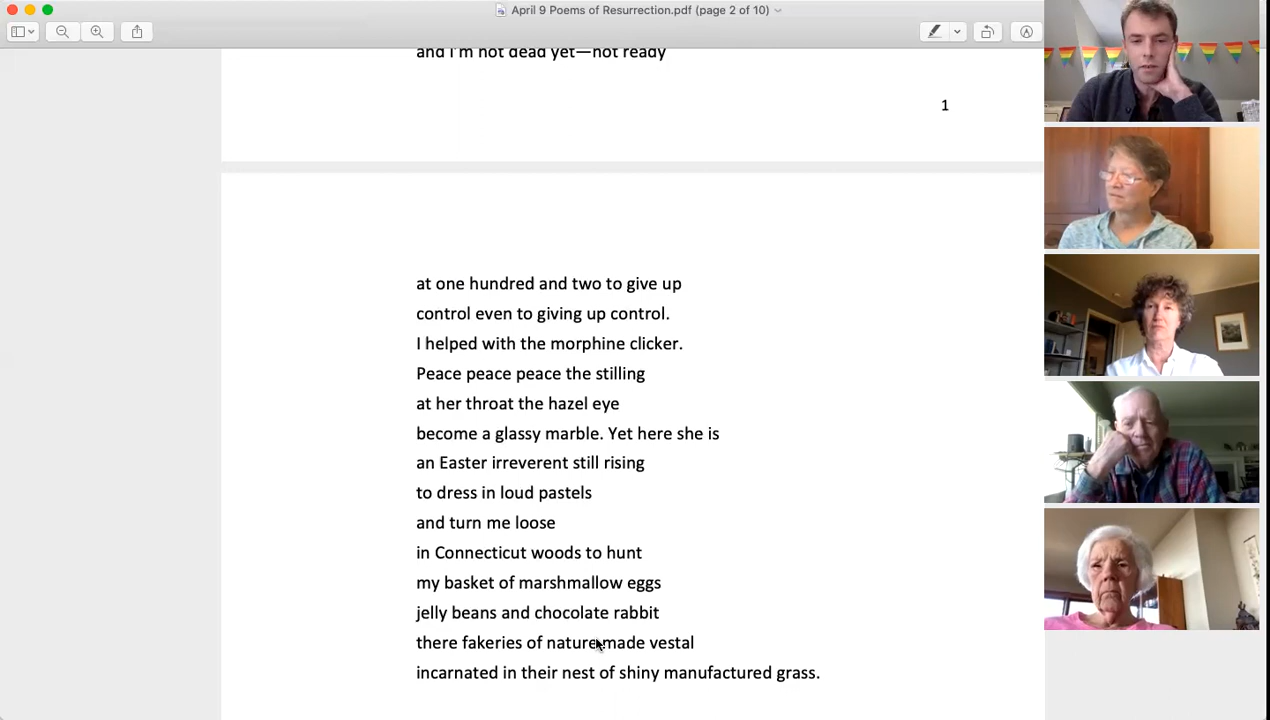 April 9 Poems of Resurrection.pdf (page 2 of 10)
and I'm not dead yet—not ready
1
at one hundred and two to give up
control even to giving up control.
I helped with the morphine clicker.
Peace peace peace the stilling
at her throat the hazel eye
become a glassy marble. Yet here she is
an Easter irreverent still rising
to dress in loud pastels
and turn me loose
in Connecticut woods to hunt
my basket of marshmallow eggs
jelly beans and chocolate rabbit
there fakeries of nature made vestal
incarnated in their nest of shiny manufactured grass.